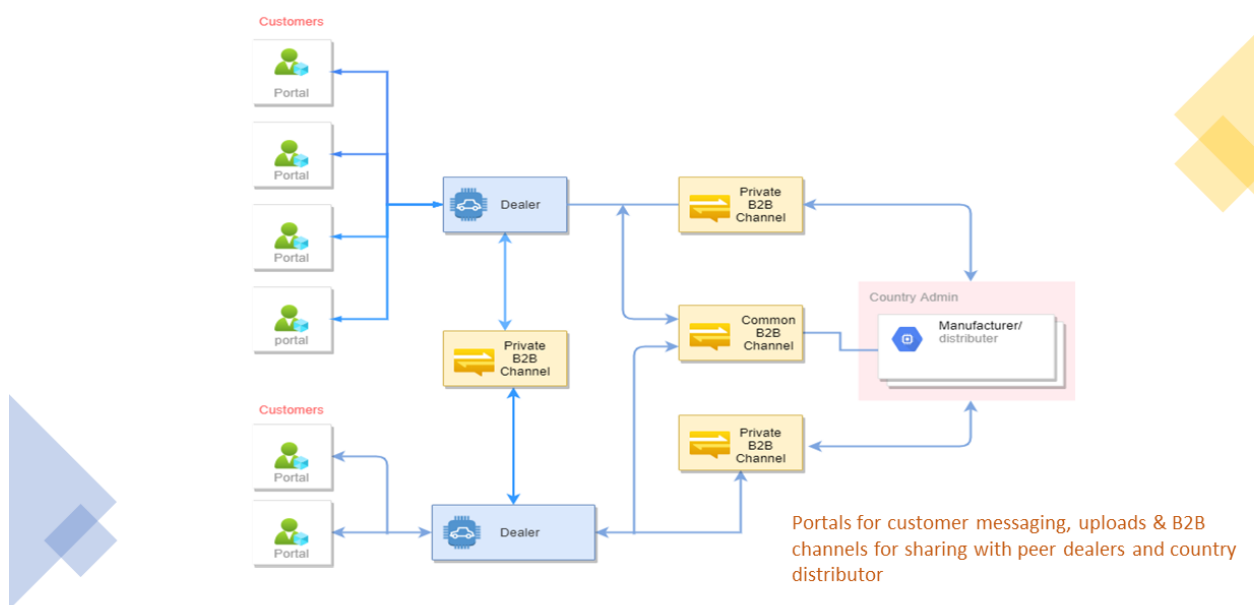 Customers
Portal
Portal
Portal
portal
Dealer
Private
B2B
Channel
Common
B2B
Channel
Country Admin
Manufacturer/
distributer
Private
B2B
Channel
Customers
Portal
Portal
Dealer
Private
B2B
Channel
Portals for customer messaging, uploads & B2B
channels for sharing with peer dealers and country
distributor